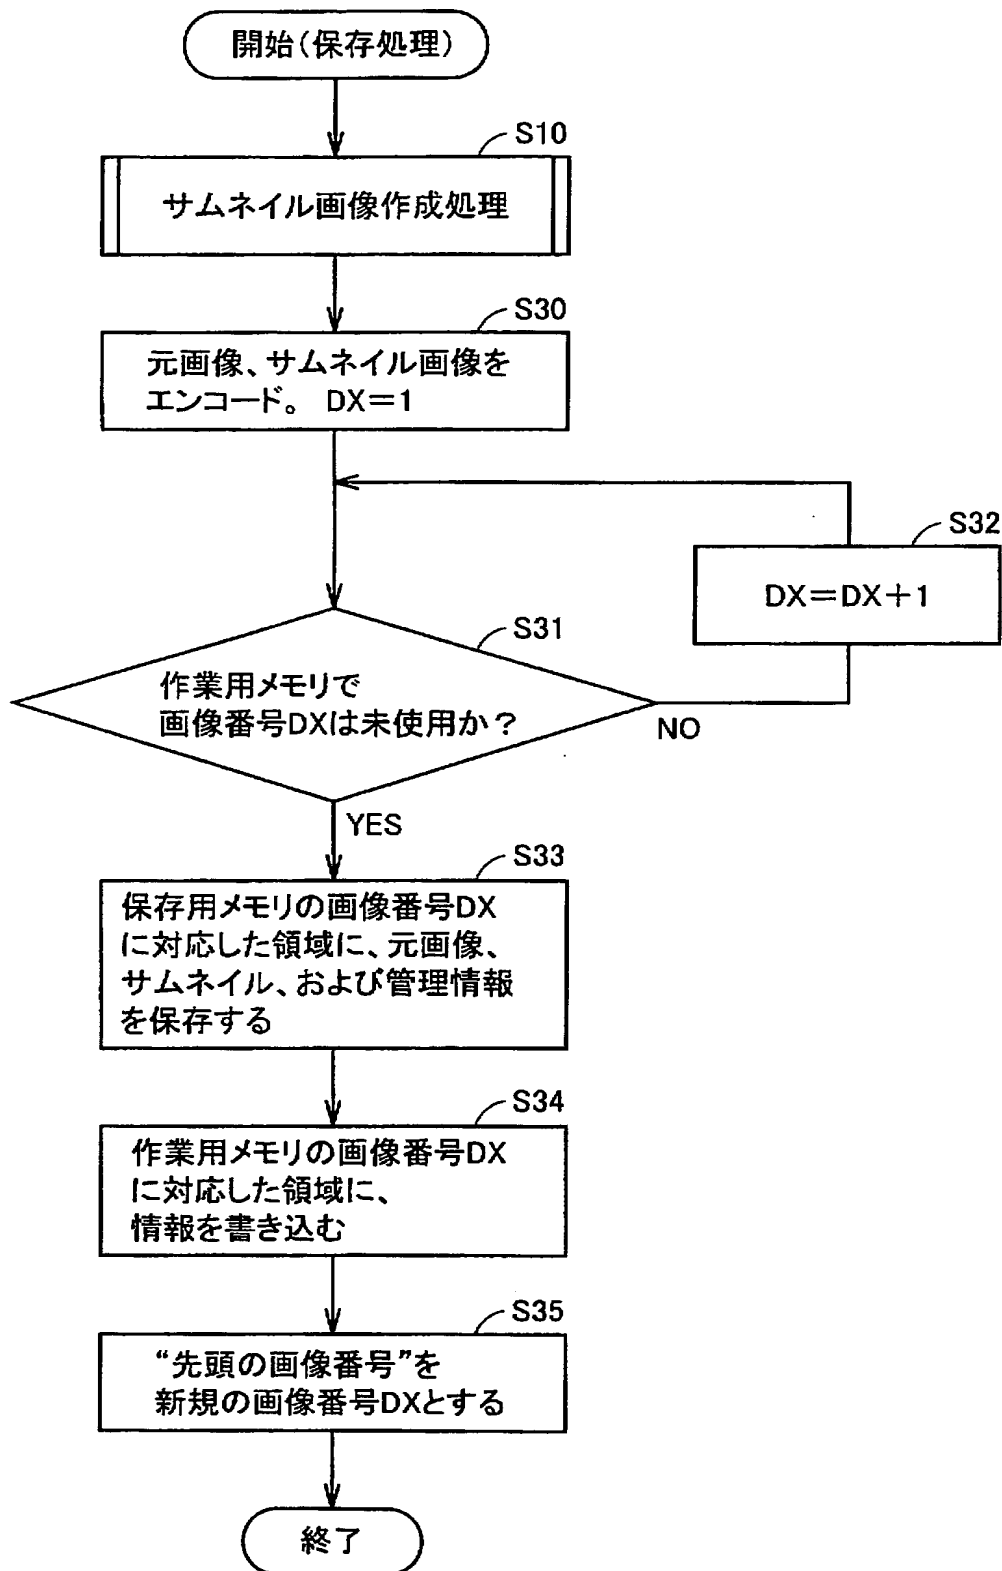 開始(保存処理)
S10
サムネイル画像作成処理
S30
元画像、サムネイル画像を
エンコード。 DX=1
S32
DX=DX+1
S31
作業用メモリで
画像番号DXは未使用か?
NO
YES
S33
保存用メモリの画像番号DX
に対応した領域に、元画像、
サムネイル、および管理情報
を保存する
S34
作業用メモリの画像番号DX
に対応した領域に、
情報を書き込む
S35
“先頭の画像番号”を
新規の画像番号DXとする
終了